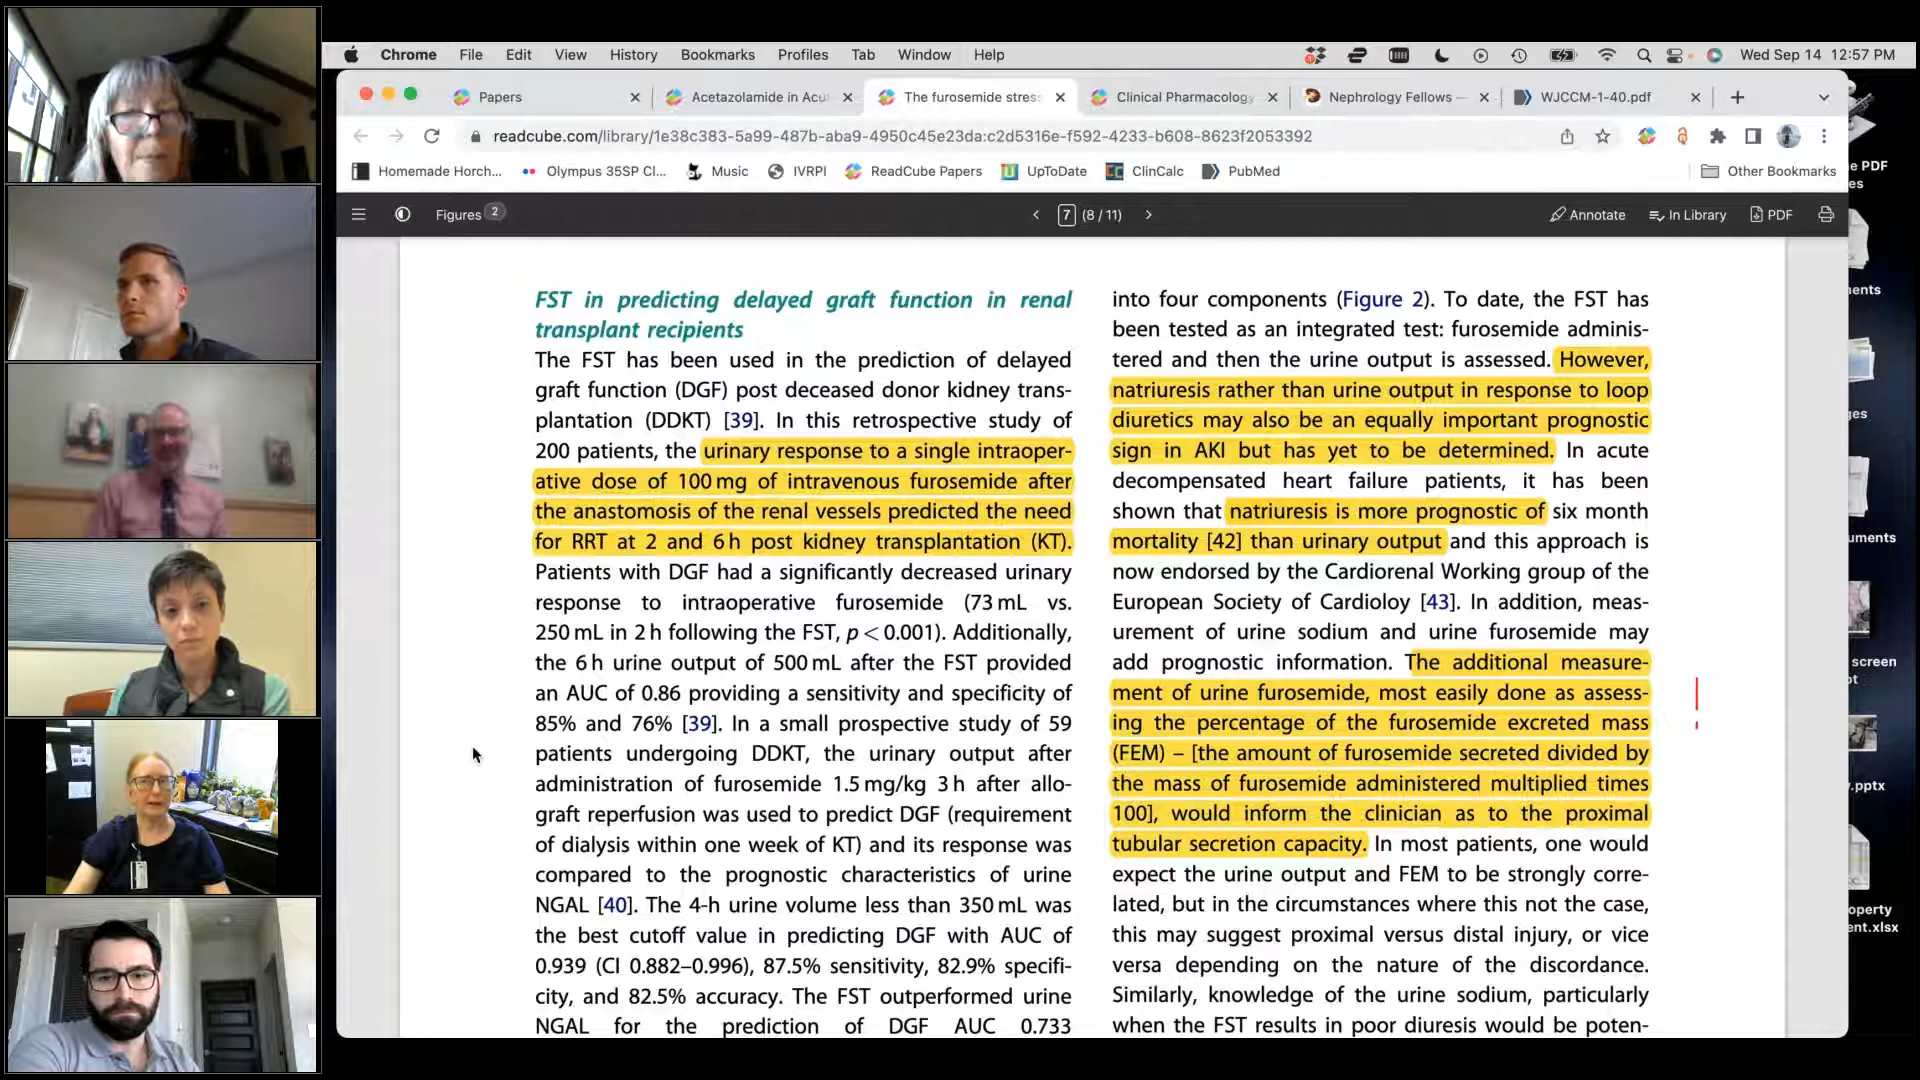 Chrome File Edit View History Bookmarks Profiles Tab Window Help Wed Sep 14 12:57 PM
Papers Acetazolamide in Acu The furosemide stres Clinical Pharmacology Nephrology Fellows — WJCCM-1-40.pdf
readcube.com/library/1e38c383-5a99-487b-aba9-4950c45e23da:c2d5316e-f592-4233-b608-8623f2053392
Homemade Horch... Olympus 35SP Cl... Music IVRPI ReadCube Papers UpToDate ClinCalc PubMed Other Bookmarks
Figures 2 7 (8 / 11) Annotate In Library PDF
FST in predicting delayed graft function in renal
transplant recipients
The FST has been used in the prediction of delayed
graft function (DGF) post deceased donor kidney trans-
plantation (DDKT) [39]. In this retrospective study of
200 patients, the urinary response to a single intraoper-
ative dose of 100 mg of intravenous furosemide after
the anastomosis of the renal vessels predicted the need
for RRT at 2 and 6 h post kidney transplantation (KT).
Patients with DGF had a significantly decreased urinary
response to intraoperative furosemide (73 mL vs.
250 mL in 2 h following the FST, p < 0.001). Additionally,
the 6 h urine output of 500 mL after the FST provided
an AUC of 0.86 providing a sensitivity and specificity of
85% and 76% [39]. In a small prospective study of 59
patients undergoing DDKT, the urinary output after
administration of furosemide 1.5 mg/kg 3 h after allo-
graft reperfusion was used to predict DGF (requirement
of dialysis within one week of KT) and its response was
compared to the prognostic characteristics of urine
NGAL [40]. The 4-h urine volume less than 350 mL was
the best cutoff value in predicting DGF with AUC of
0.939 (CI 0.882–0.996), 87.5% sensitivity, 82.9% specifi-
city, and 82.5% accuracy. The FST outperformed urine
NGAL for the prediction of DGF AUC 0.733
into four components (Figure 2). To date, the FST has
been tested as an integrated test: furosemide adminis-
tered and then the urine output is assessed. However,
natriuresis rather than urine output in response to loop
diuretics may also be an equally important prognostic
sign in AKI but has yet to be determined. In acute
decompensated heart failure patients, it has been
shown that natriuresis is more prognostic of six month
mortality [42] than urinary output and this approach is
now endorsed by the Cardiorenal Working group of the
European Society of Cardioloy [43]. In addition, meas-
urement of urine sodium and urine furosemide may
add prognostic information. The additional measure-
ment of urine furosemide, most easily done as assess-
ing the percentage of the furosemide excreted mass
(FEM) – [the amount of furosemide secreted divided by
the mass of furosemide administered multiplied times
100], would inform the clinician as to the proximal
tubular secretion capacity. In most patients, one would
expect the urine output and FEM to be strongly corre-
lated, but in the circumstances where this not the case,
this may suggest proximal versus distal injury, or vice
versa depending on the nature of the discordance.
Similarly, knowledge of the urine sodium, particularly
when the FST results in poor diuresis would be poten-
e PDF
es
ments
ges
uments
screen
ot
v.pptx
operty
ent.xlsx